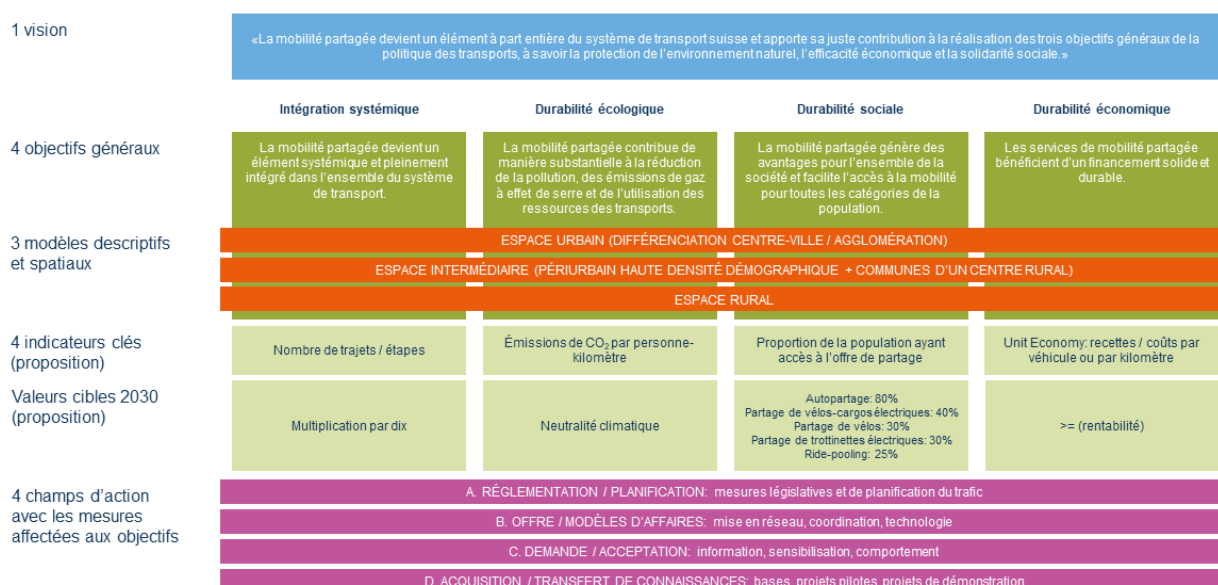 1 vision
«La mobilité partagée devient un élément à part entière du système de transport suisse et apporte sa juste contribution à la réalisation des trois objectifs généraux de la
politique des transports, à savoir la protection de l'environnement naturel, l'efficacité économique et la solidarité sociale.»
Intégration systémique
Durabilité écologique
Durabilité sociale
Durabilité économique
4 objectifs généraux
La mobilité partagée devient un
élément systémique et pleinement
intégré dans l'ensemble du système
de transport.
La mobilité partagée contribue de
manière substantielle à la réduction
de la pollution, des émissions de gaz
à effet de serre et de l'utilisation des
ressources des transports.
La mobilité partagée génère des
avantages pour l'ensemble de la
société et facilite l'accès à la mobilité
pour toutes les catégories de la
population.
Les services de mobilité partagée
bénéficient d'un financement solide et
durable.
3 modèles descriptifs
et spatiaux
ESPACE URBAIN (DIFFÉRENCIATION CENTRE-VILLE / AGGLOMÉRATION)
ESPACE INTERMÉDIAIRE (PÉRIURBAIN HAUTE DENSITÉ DÉMOGRAPHIQUE + COMMUNES D'UN CENTRE RURAL)
ESPACE RURAL
4 indicateurs clés
(proposition)
Nombre de trajets / étapes
Émissions de CO₂ par personne-
kilomètre
Proportion de la population ayant
accès à l'offre de partage
Unit Economy: recettes / coûts par
véhicule ou par kilomètre
Valeurs cibles 2030
(proposition)
Multiplication par dix
Neutralité climatique
Autopartage: 80%
Partage de vélos-cargos électriques: 40%
Partage de vélos: 30%
Partage de trottinettes électriques: 30%
Ride-pooling: 25%
>= (rentabilité)
4 champs d'action
avec les mesures
affectées aux objectifs
A. RÉGLEMENTATION / PLANIFICATION: mesures législatives et de planification du trafic
B. OFFRE / MODÈLES D'AFFAIRES: mise en réseau, coordination, technologie
C. DEMANDE / ACCEPTATION: information, sensibilisation, comportement
D. ACQUISITION / TRANSFERT DE CONNAISSANCES: bases, projets pilotes, projets de démonstration